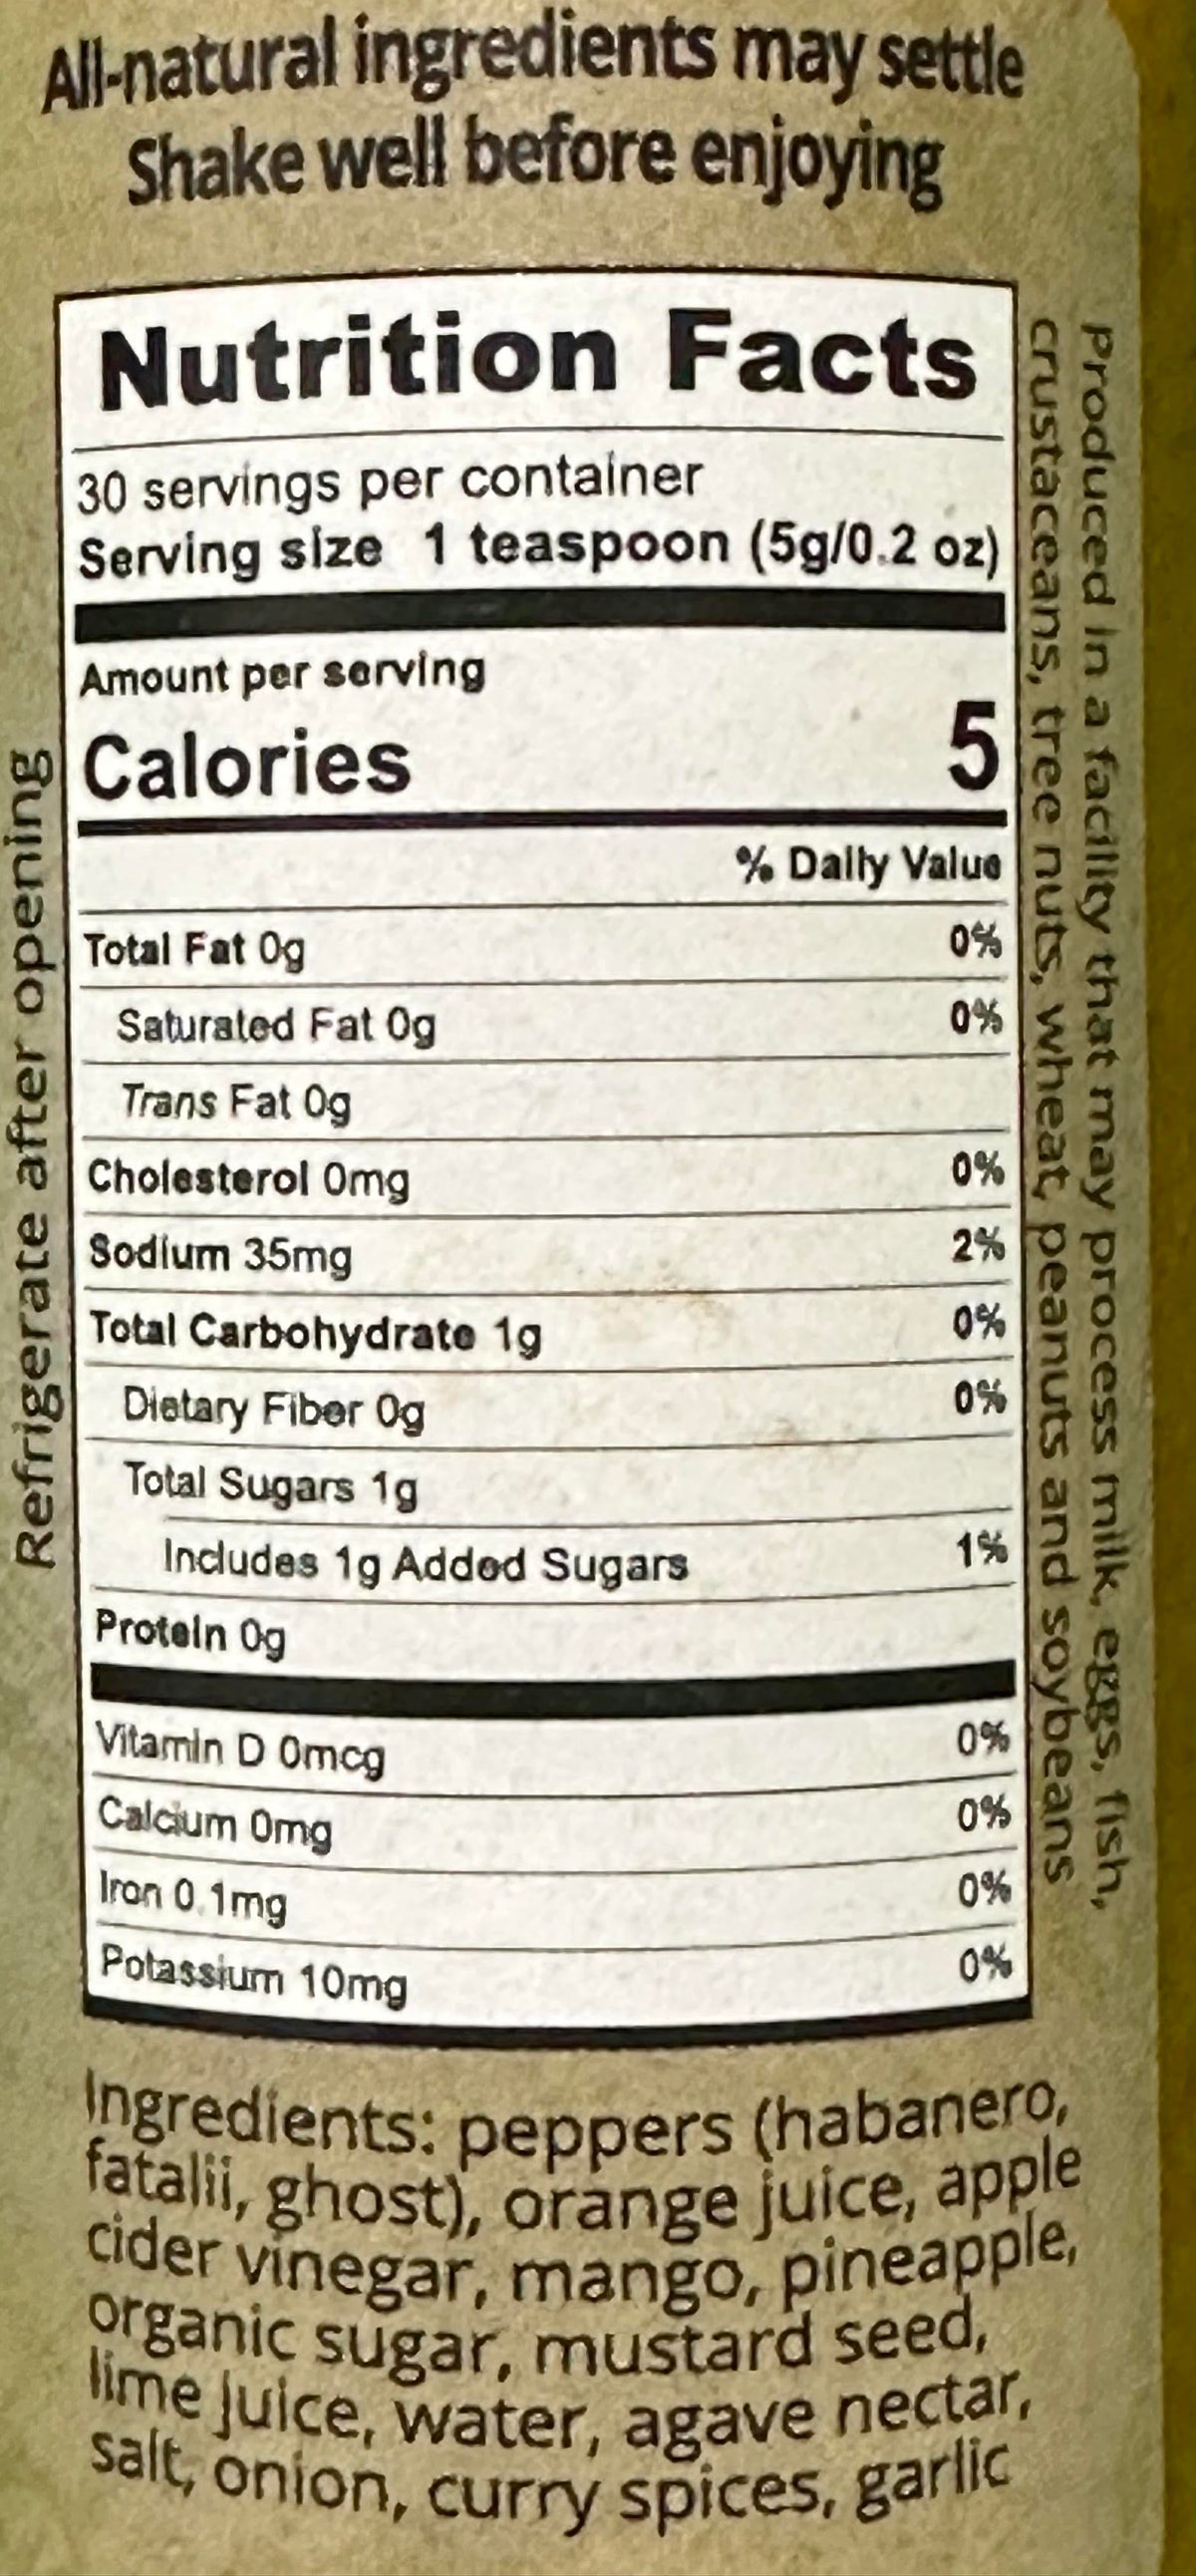 All-natural ingredients may settle
Shake well before enjoying
Nutrition Facts
30 servings per container
Serving size 1 teaspoon (5g/0.2 oz)
Amount per serving
Calories 5
% Daily Value
Total Fat 0g 0%
Saturated Fat 0g 0%
Trans Fat 0g
Cholesterol 0mg 0%
Sodium 35mg 2%
Total Carbohydrate 1g 0%
Dietary Fiber 0g 0%
Total Sugars 1g
Includes 1g Added Sugars 1%
Protein 0g
Vitamin D 0mcg 0%
Calcium 0mg 0%
Iron 0.1mg 0%
Potassium 10mg 0%
Refrigerate after opening
Produced in a facility that may process milk, eggs, fish,
crustaceans, tree nuts, wheat, peanuts and soybeans
Ingredients: peppers (habanero,
fatalii, ghost), orange juice, apple
cider vinegar, mango, pineapple,
organic sugar, mustard seed,
lime juice, water, agave nectar,
salt, onion, curry spices, garlic